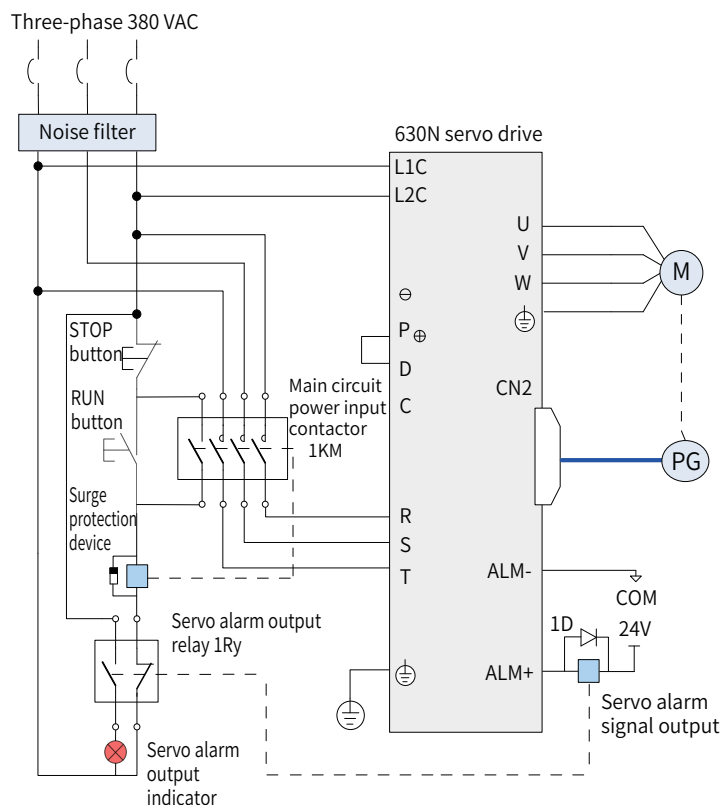 Three-phase 380 VAC
Noise filter
630N servo drive
L1C
L2C
U
V
W
M
⊖
P⊕
D
C
STOP
button
RUN
button
Main circuit
power input
contactor
1KM
CN2
PG
Surge
protection
device
R
S
T
ALM-
COM
1D
24V
ALM+
Servo alarm output
relay 1Ry
Servo alarm
signal output
Servo alarm
output
indicator